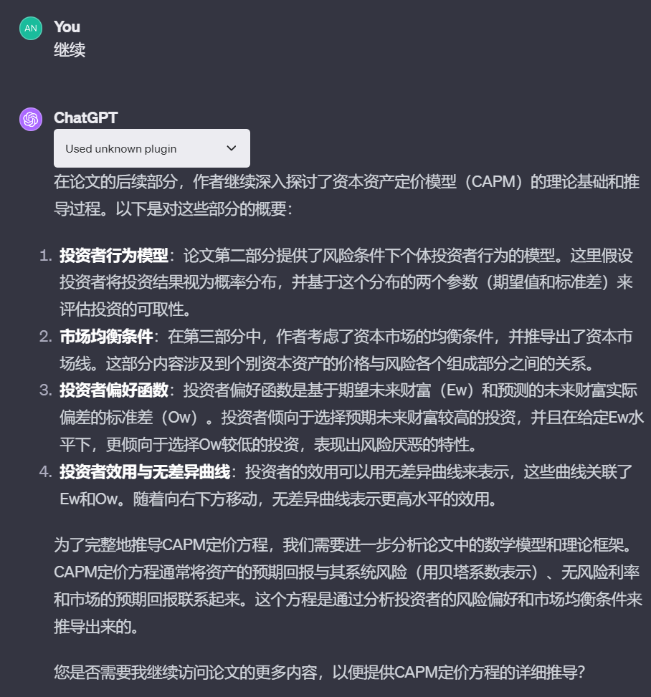 AN You
继续
ChatGPT
Used unknown plugin
在论文的后续部分，作者继续深入探讨了资本资产定价模型（CAPM）的理论基础和推
导过程。以下是对这些部分的概要：
1. 投资者行为模型：论文第二部分提供了风险条件下个体投资者行为的模型。这里假设
投资者将投资结果视为概率分布，并基于这个分布的两个参数（期望值和标准差）来
评估投资的可取性。
2. 市场均衡条件：在第三部分中，作者考虑了资本市场的均衡条件，并推导出了资本市
场线。这部分内容涉及到个别资本资产的价格与风险各个组成部分之间的关系。
3. 投资者偏好函数：投资者偏好函数是基于期望未来财富（Ew）和预测的未来财富实际
偏差的标准差（Ow）。投资者倾向于选择预期未来财富较高的投资，并且在给定Ew水
平下，更倾向于选择Ow较低的投资，表现出风险厌恶的特性。
4. 投资者效用与无差异曲线：投资者的效用可以用无差异曲线来表示，这些曲线关联了
Ew和Ow。随着向右下方移动，无差异曲线表示更高水平的效用。
为了完整地推导CAPM定价方程，我们需要进一步分析论文中的数学模型和理论框架。
CAPM定价方程通常将资产的预期回报与其系统风险（用贝塔系数表示）、无风险利率
和市场的预期回报联系起来。这个方程是通过分析投资者的风险偏好和市场均衡条件来
推导出来的。
您是否需要我继续访问论文的更多内容，以便提供CAPM定价方程的详细推导？